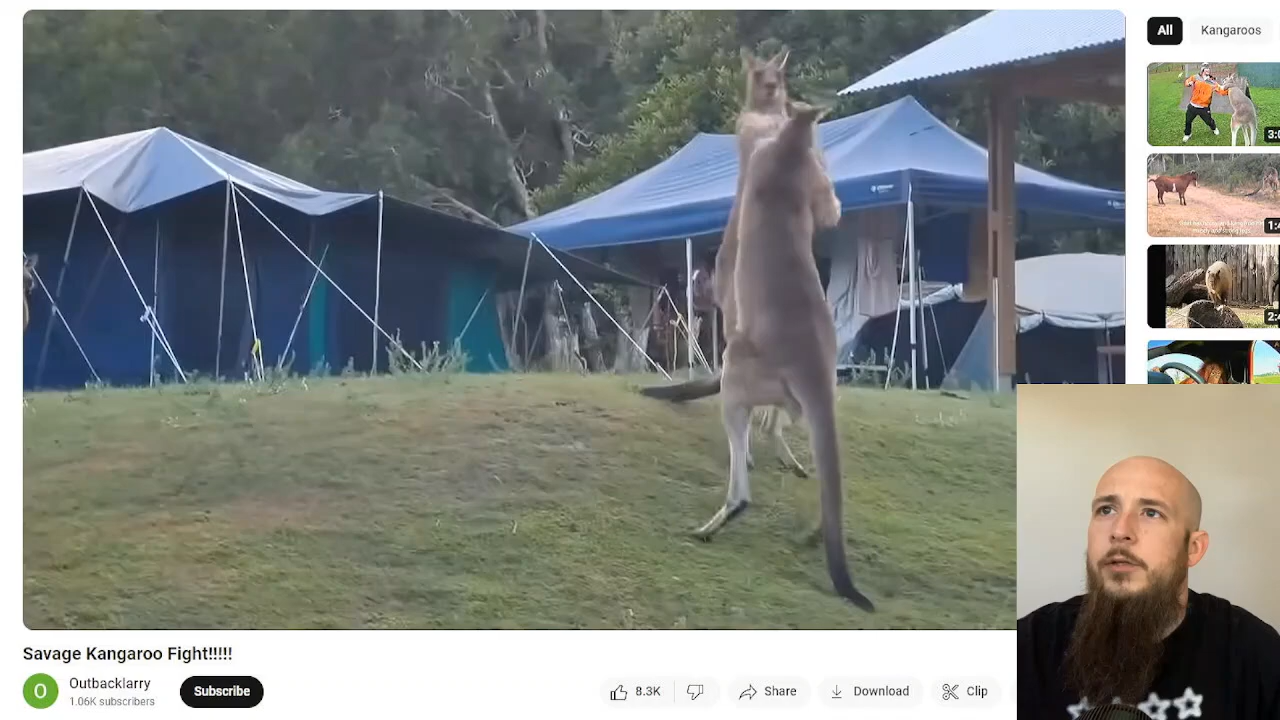 All
Kangaroos
Savage Kangaroo Fight!!!!!
O
Outbacklarry
1.06K subscribers
Subscribe
8.3K
Share
Download
Clip